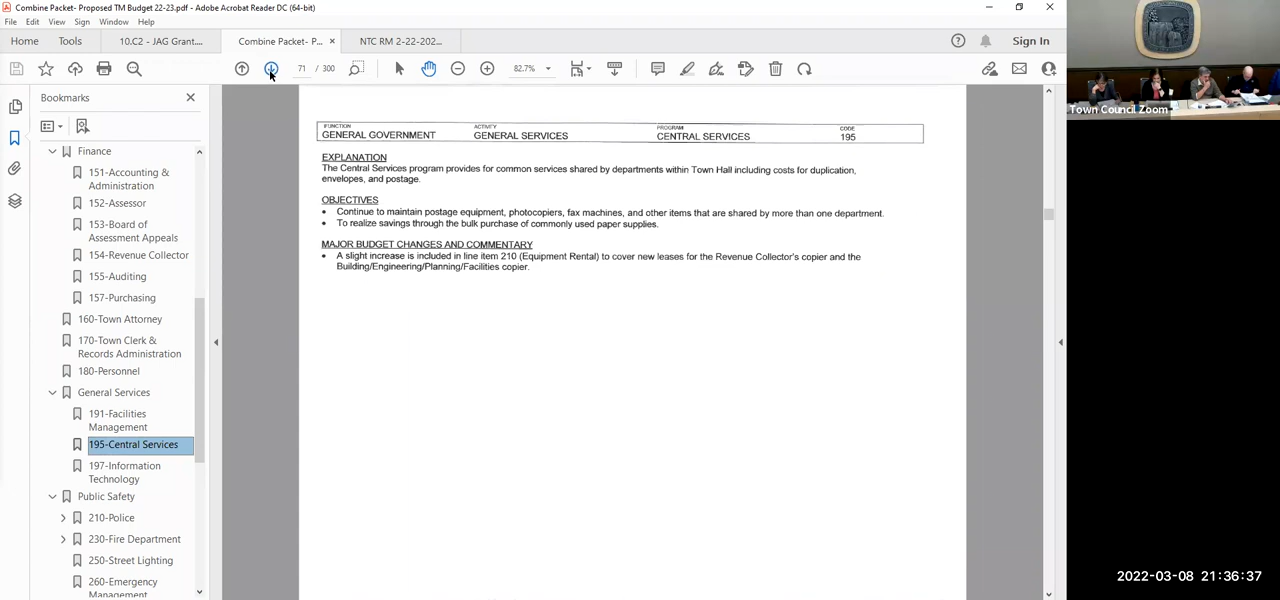 Combine Packet- Proposed TM Budget 22-23.pdf - Adobe Acrobat Reader DC (64-bit)
File Edit View Sign Window Help
Home Tools 10.C2 - JAG Grant.... Combine Packet- P... × NTC RM 2-22-202... Sign In
71 / 300 82.7%
Bookmarks
Finance
151-Accounting &
Administration
152-Assessor
153-Board of
Assessment Appeals
154-Revenue Collector
155-Auditing
157-Purchasing
160-Town Attorney
170-Town Clerk &
Records Administration
180-Personnel
General Services
191-Facilities
Management
195-Central Services
197-Information
Technology
Public Safety
210-Police
230-Fire Department
250-Street Lighting
260-Emergency
Management
FUNCTION ACTIVITY PROGRAM CODE
GENERAL GOVERNMENT GENERAL SERVICES CENTRAL SERVICES 195
EXPLANATION
The Central Services program provides for common services shared by departments within Town Hall including costs for duplication,
envelopes, and postage.
OBJECTIVES
• Continue to maintain postage equipment, photocopiers, fax machines, and other items that are shared by more than one department.
• To realize savings through the bulk purchase of commonly used paper supplies.
MAJOR BUDGET CHANGES AND COMMENTARY
• A slight increase is included in line item 210 (Equipment Rental) to cover new leases for the Revenue Collector's copier and the
Building/Engineering/Planning/Facilities copier.
Town Council Zoom
2022-03-08 21:36:37